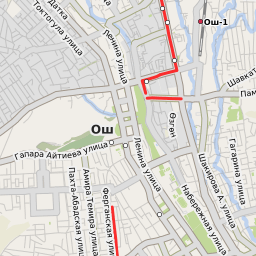 Датка
Токтогула улица
Ленина улица
Ош-1
Шавкат
Пам
Өзгөн
Ош
Гапара Айтиева улица
Ленина улица
Шакирова А. улица
Гагарина улица
Набережная улица
Ферганская ули
Амира Темира улица
Пахта-Абадская улица